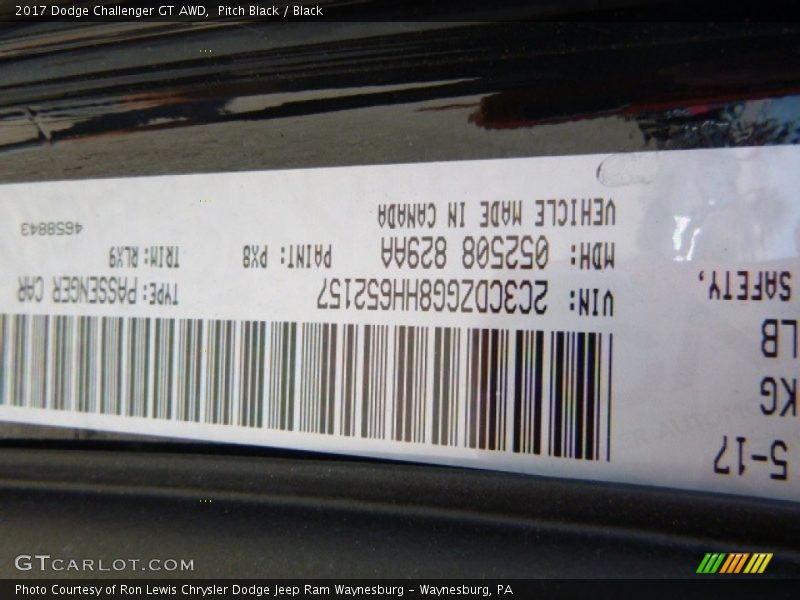 2017 Dodge Challenger GT AWD,  Pitch Black / Black
5-17
KG
LB
SAFETY,
VIN: 2C3CDZGG8HH652157 TYPE: PASSENGER CAR
MDH: 052508 829AA PAINT: PX8 TRIM: RLX9
VEHICLE MADE IN CANADA 4658843
GTCARLOT.COM
Photo Courtesy of Ron Lewis Chrysler Dodge Jeep Ram Waynesburg - Waynesburg, PA